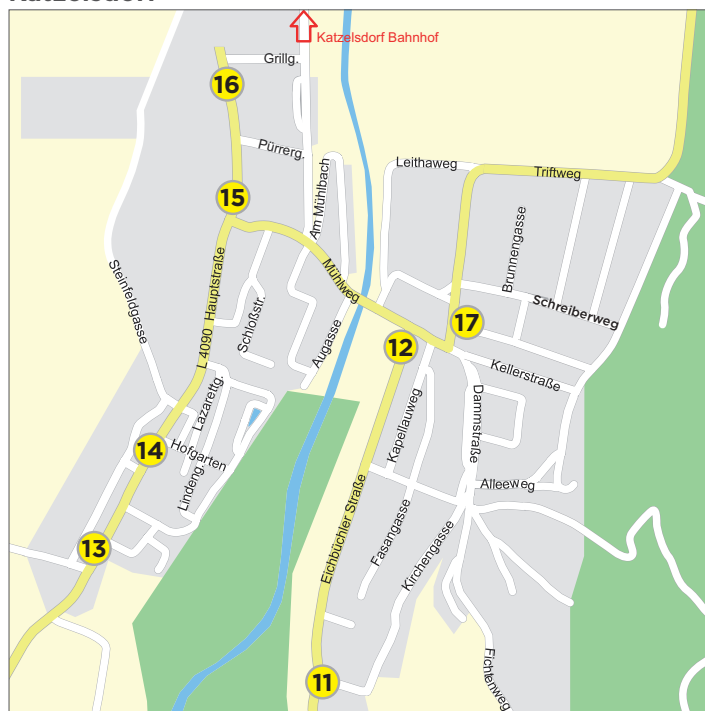 Katzelsdorf Bahnhof
Grillg.
16
Pürrerg.
Leithaweg
Triftweg
Am Mühlbach
15
Brunnengasse
Steinfeldgasse
L 4090 Hauptstraße
Schloßstr.
Mühlweg
Augasse
Schreiberweg
17
12
Kellerstraße
Lazarettg.
Dammstraße
Kapellauweg
14
Hofgarten
Lindeng.
Alleeweg
Eichbüchler Straße
Fasangasse
Kirchengasse
13
Fichtenweg
11